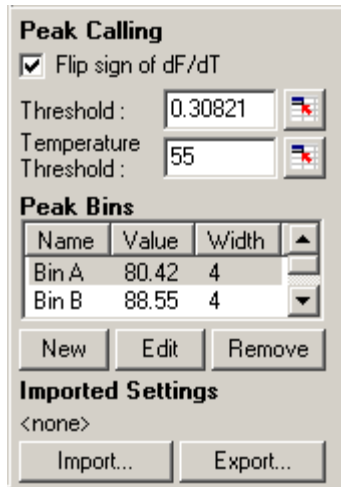 Peak Calling
Flip sign of dF/dT
Threshold : 0.30821
Temperature
Threshold : 55
Peak Bins
Name Value Width
Bin A 80.42 4
Bin B 88.55 4
New Edit Remove
Imported Settings
<none>
Import... Export...